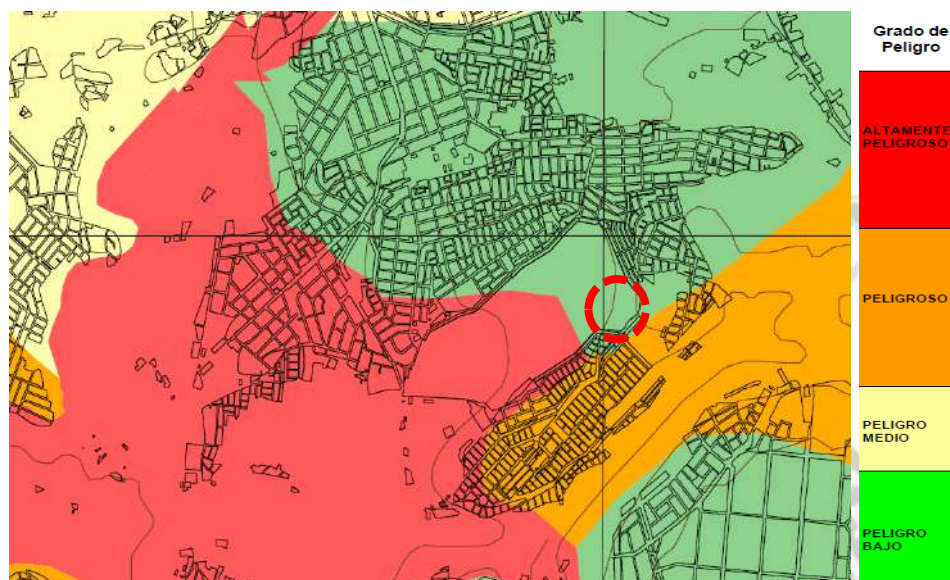 Grado de
Peligro
ALTAMENTE
PELIGROSO
PELIGROSO
PELIGRO
MEDIO
PELIGRO
BAJO